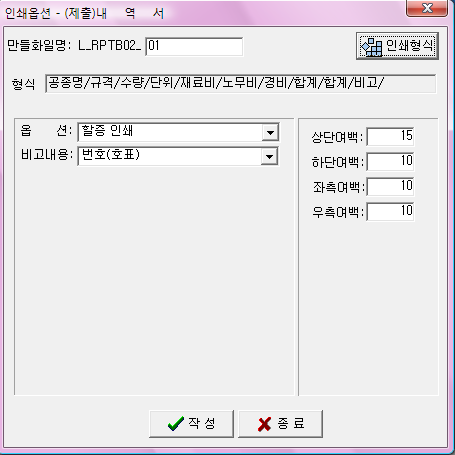 인쇄옵션 - (제출)내 역 서
만들화일명: L_RPTB02_ 01 인쇄형식
형식 공종명/규격/수량/단위/재료비/노무비/경비/합계/합계/비고/
옵 션: 할증 인쇄
비고내용: 번호(호표)
상단여백: 15
하단여백: 10
좌측여백: 10
우측여백: 10
작 성 종 료